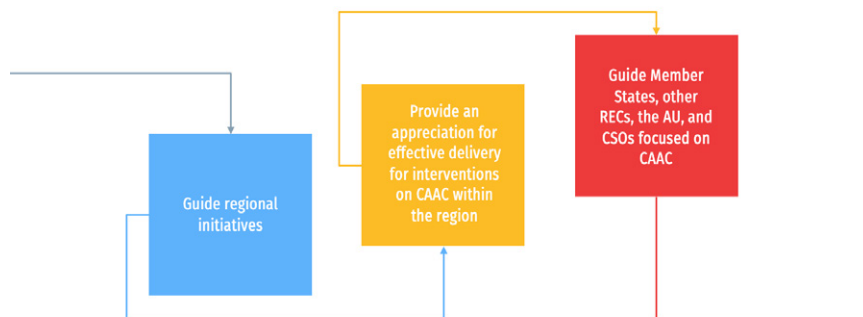 Guide regional
initiatives
Provide an
appreciation for
effective delivery
for interventions
on CAAC within
the region
Guide Member
States, other
RECs, the AU, and
CSOs focused on
CAAC